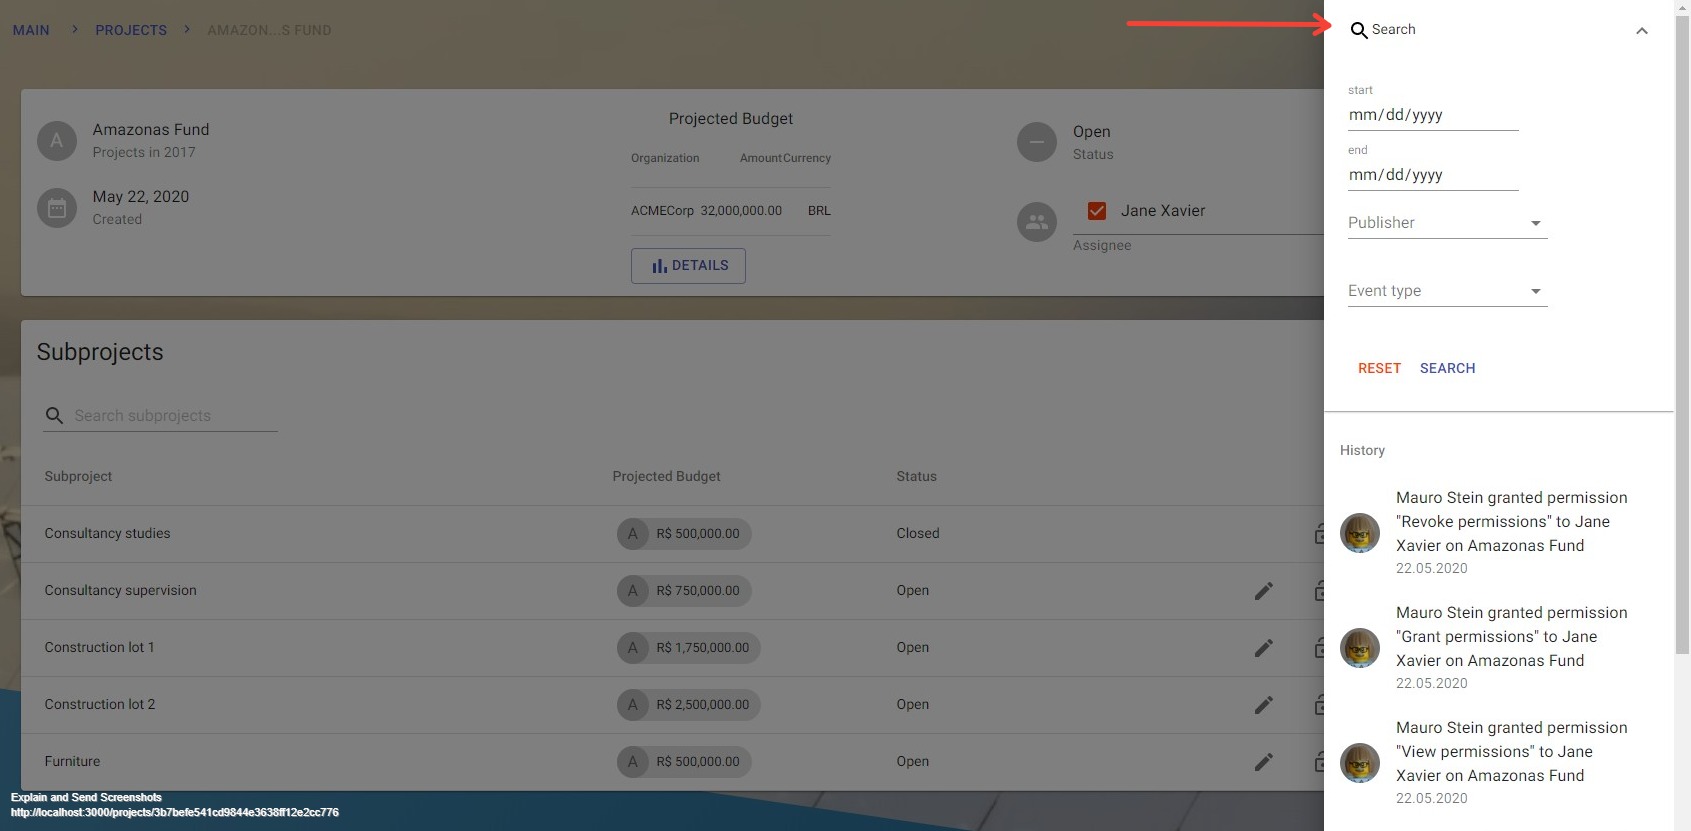 MAIN > PROJECTS > AMAZON...S FUND
A
Amazonas Fund
Projects in 2017
May 22, 2020
Created
Projected Budget
Organization Amount Currency
ACMECorp 32,000,000.00 BRL
DETAILS
Open
Status
Jane Xavier
Assignee
Subprojects
Search subprojects
Subproject Projected Budget Status
Consultancy studies A R$ 500,000.00 Closed
Consultancy supervision A R$ 750,000.00 Open
Construction lot 1 A R$ 1,750,000.00 Open
Construction lot 2 A R$ 2,500,000.00 Open
Furniture A R$ 500,000.00 Open
Explain and Send Screenshots
http://localhost:3000/projects/3b7befe541cd9844e3638ff12e2cc776
Search
start
mm/dd/yyyy
end
mm/dd/yyyy
Publisher
Event type
RESET SEARCH
History
Mauro Stein granted permission
"Revoke permissions" to Jane
Xavier on Amazonas Fund
22.05.2020
Mauro Stein granted permission
"Grant permissions" to Jane
Xavier on Amazonas Fund
22.05.2020
Mauro Stein granted permission
"View permissions" to Jane
Xavier on Amazonas Fund
22.05.2020